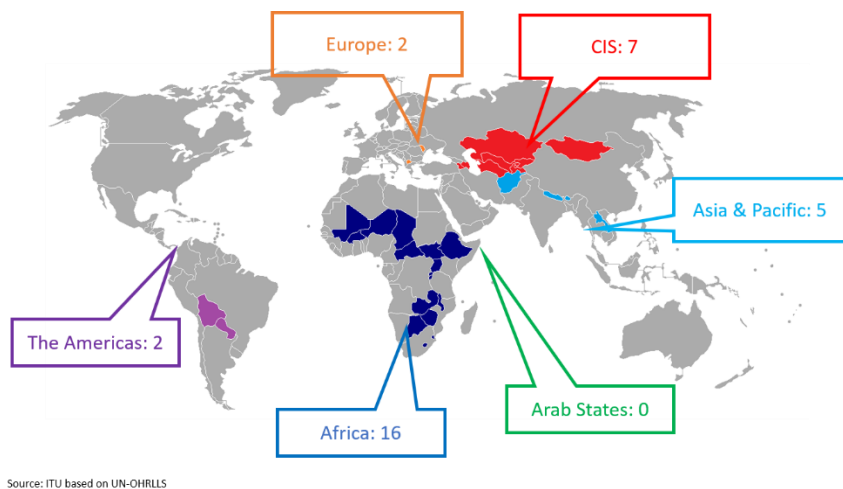 Europe: 2
CIS: 7
Asia & Pacific: 5
The Americas: 2
Arab States: 0
Africa: 16
Source: ITU based on UN-OHRLLS